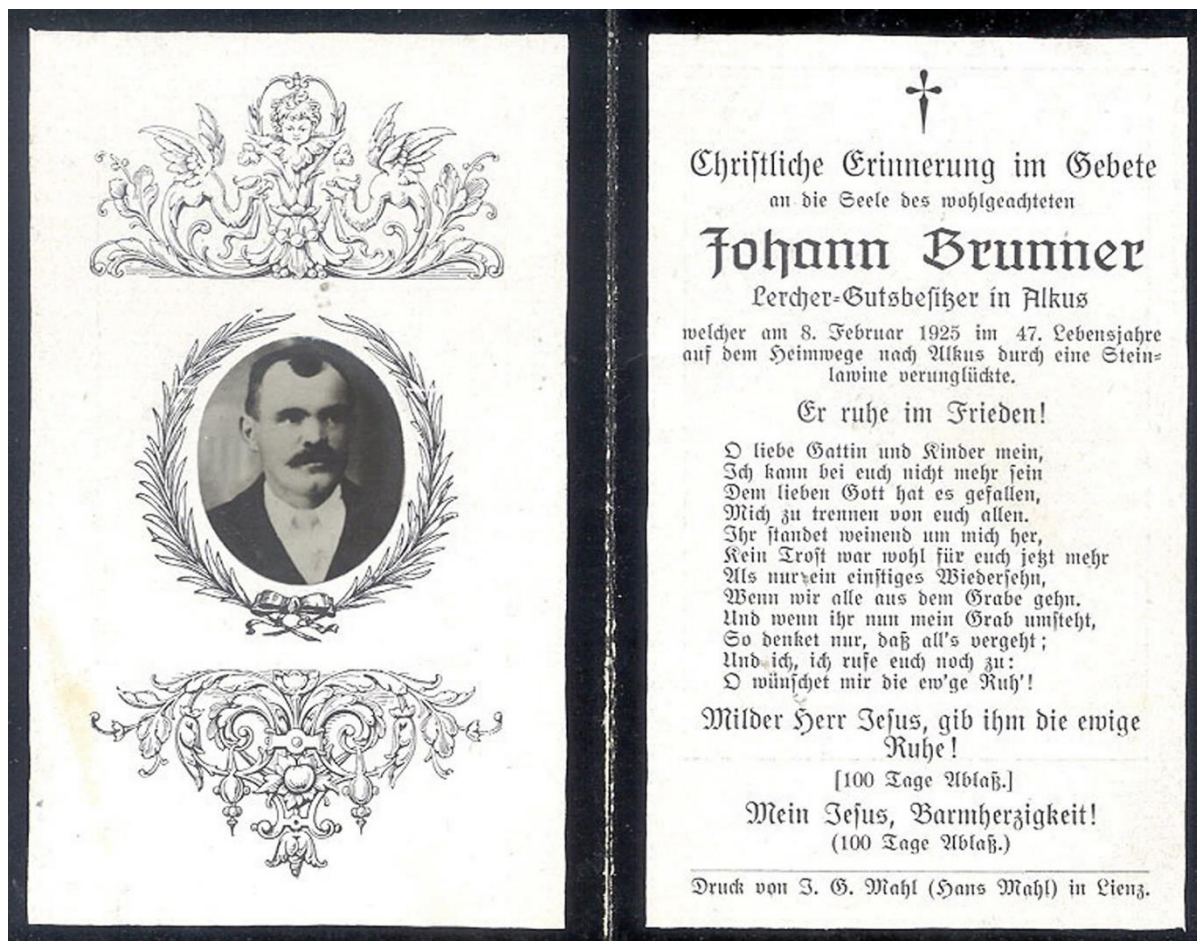 Christliche Erinnerung im Gebete
an die Seele des wohlgeachteten
Johann Brunner
Lercher-Gutsbesitzer in Alkus
welcher am 8. Februar 1925 im 47. Lebensjahre
auf dem Heimwege nach Alkus durch eine Stein-
lawine verunglückte.
Er ruhe im Frieden!
O liebe Gattin und Kinder mein,
Ich kann bei euch nicht mehr sein
Dem lieben Gott hat es gefallen,
Mich zu trennen von euch allen.
Ihr standet weinend um mich her,
Kein Trost war wohl für euch jetzt mehr
Als nur ein einstiges Wiedersehn,
Wenn wir alle aus dem Grabe gehn.
Und wenn ihr nun mein Grab umsteht,
So denket nur, daß all's vergeht;
Und ich, ich rufe euch noch zu:
O wünschet mir die ew'ge Ruh'!
Milder Herr Jesus, gib ihm die ewige
Ruhe!
[100 Tage Ablaß.]
Mein Jesus, Barmherzigkeit!
(100 Tage Ablaß.)
Druck von J. G. Mahl (Hans Mahl) in Lienz.